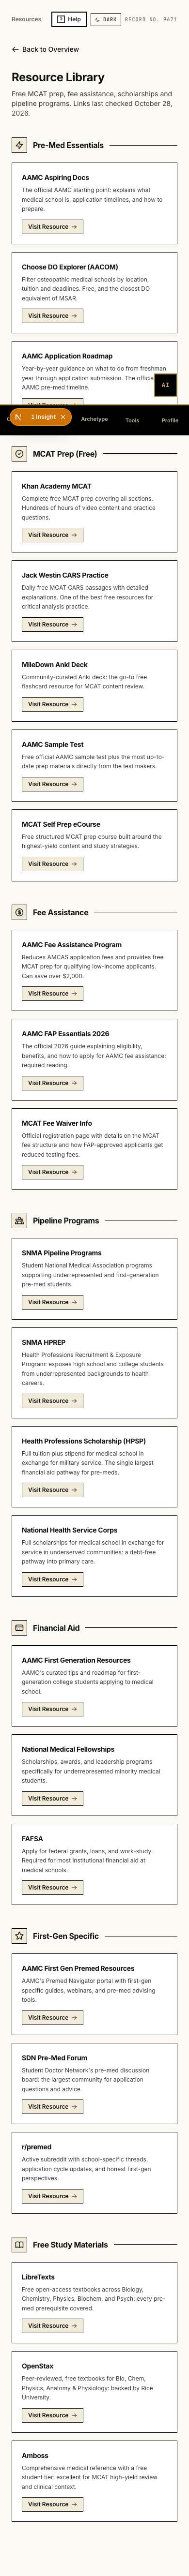 Resources
? Help
DARK
RECORD NO. 9671
← Back to Overview
Resource Library
Free MCAT prep, fee assistance, scholarships and
pipeline programs. Links last checked October 28,
2026.
Pre-Med Essentials
AAMC Aspiring Docs
The official AAMC starting point: explains what
medical school is, application timelines, and how to
prepare.
Visit Resource →
Choose DO Explorer (AACOM)
Filter osteopathic medical schools by location,
tuition and deadlines. Free, and the closest DO
equivalent of MSAR.
Visit Resource →
AAMC Application Roadmap
Year-by-year guidance on what to do from freshman
year through application submission. The official
AAMC pre-med timeline.
AI
N 1 Insight ×
Archetype
Tools
Profile
MCAT Prep (Free)
Khan Academy MCAT
Complete free MCAT prep covering all sections.
Hundreds of hours of video content and practice
questions.
Visit Resource →
Jack Westin CARS Practice
Daily free MCAT CARS passages with detailed
explanations. One of the best free resources for
critical analysis practice.
Visit Resource →
MileDown Anki Deck
Community-curated Anki deck: the go-to free
flashcard resource for MCAT content review.
Visit Resource →
AAMC Sample Test
Free official AAMC sample test plus the most up-to-
date prep materials directly from the test makers.
Visit Resource →
MCAT Self Prep eCourse
Free structured MCAT prep course built around the
highest-yield content and study strategies.
Visit Resource →
Fee Assistance
AAMC Fee Assistance Program
Reduces AMCAS application fees and provides free
MCAT prep for qualifying low-income applicants.
Can save over $2,000.
Visit Resource →
AAMC FAP Essentials 2026
The official 2026 guide explaining eligibility,
benefits, and how to apply for AAMC fee assistance:
required reading.
Visit Resource →
MCAT Fee Waiver Info
Official registration page with details on the MCAT
fee structure and how FAP-approved applicants get
reduced testing fees.
Visit Resource →
Pipeline Programs
SNMA Pipeline Programs
Student National Medical Association programs
supporting underrepresented and first-generation
pre-med students.
Visit Resource →
SNMA HPREP
Health Professions Recruitment & Exposure
Program: exposes high school and college students
from underrepresented backgrounds to health
careers.
Visit Resource →
Health Professions Scholarship (HPSP)
Full tuition plus stipend for medical school in
exchange for military service. The single largest
financial aid pathway for pre-meds.
Visit Resource →
National Health Service Corps
Full scholarships for medical school in exchange for
service in underserved communities: a debt-free
pathway into primary care.
Visit Resource →
Financial Aid
AAMC First Generation Resources
AAMC's curated tips and roadmap for first-
generation college students applying to medical
school.
Visit Resource →
National Medical Fellowships
Scholarships, awards, and leadership programs
specifically for underrepresented minority medical
students.
Visit Resource →
FAFSA
Apply for federal grants, loans, and work-study.
Required for most institutional financial aid at
medical schools.
Visit Resource →
First-Gen Specific
AAMC First Gen Premed Resources
AAMC's Premed Navigator portal with first-gen
specific guides, webinars, and pre-med advising
tools.
Visit Resource →
SDN Pre-Med Forum
Student Doctor Network's pre-med discussion
board: the largest community for application
questions and advice.
Visit Resource →
r/premed
Active subreddit with school-specific threads,
application cycle updates, and honest first-gen
perspectives.
Visit Resource →
Free Study Materials
LibreTexts
Free open-access textbooks across Biology,
Chemistry, Physics, Biochem, and Psych: every pre-
med prerequisite covered.
Visit Resource →
OpenStax
Peer-reviewed, free textbooks for Bio, Chem,
Physics, Anatomy & Physiology: backed by Rice
University.
Visit Resource →
Amboss
Comprehensive medical reference with a free
student tier: excellent for MCAT high-yield review
and clinical context.
Visit Resource →